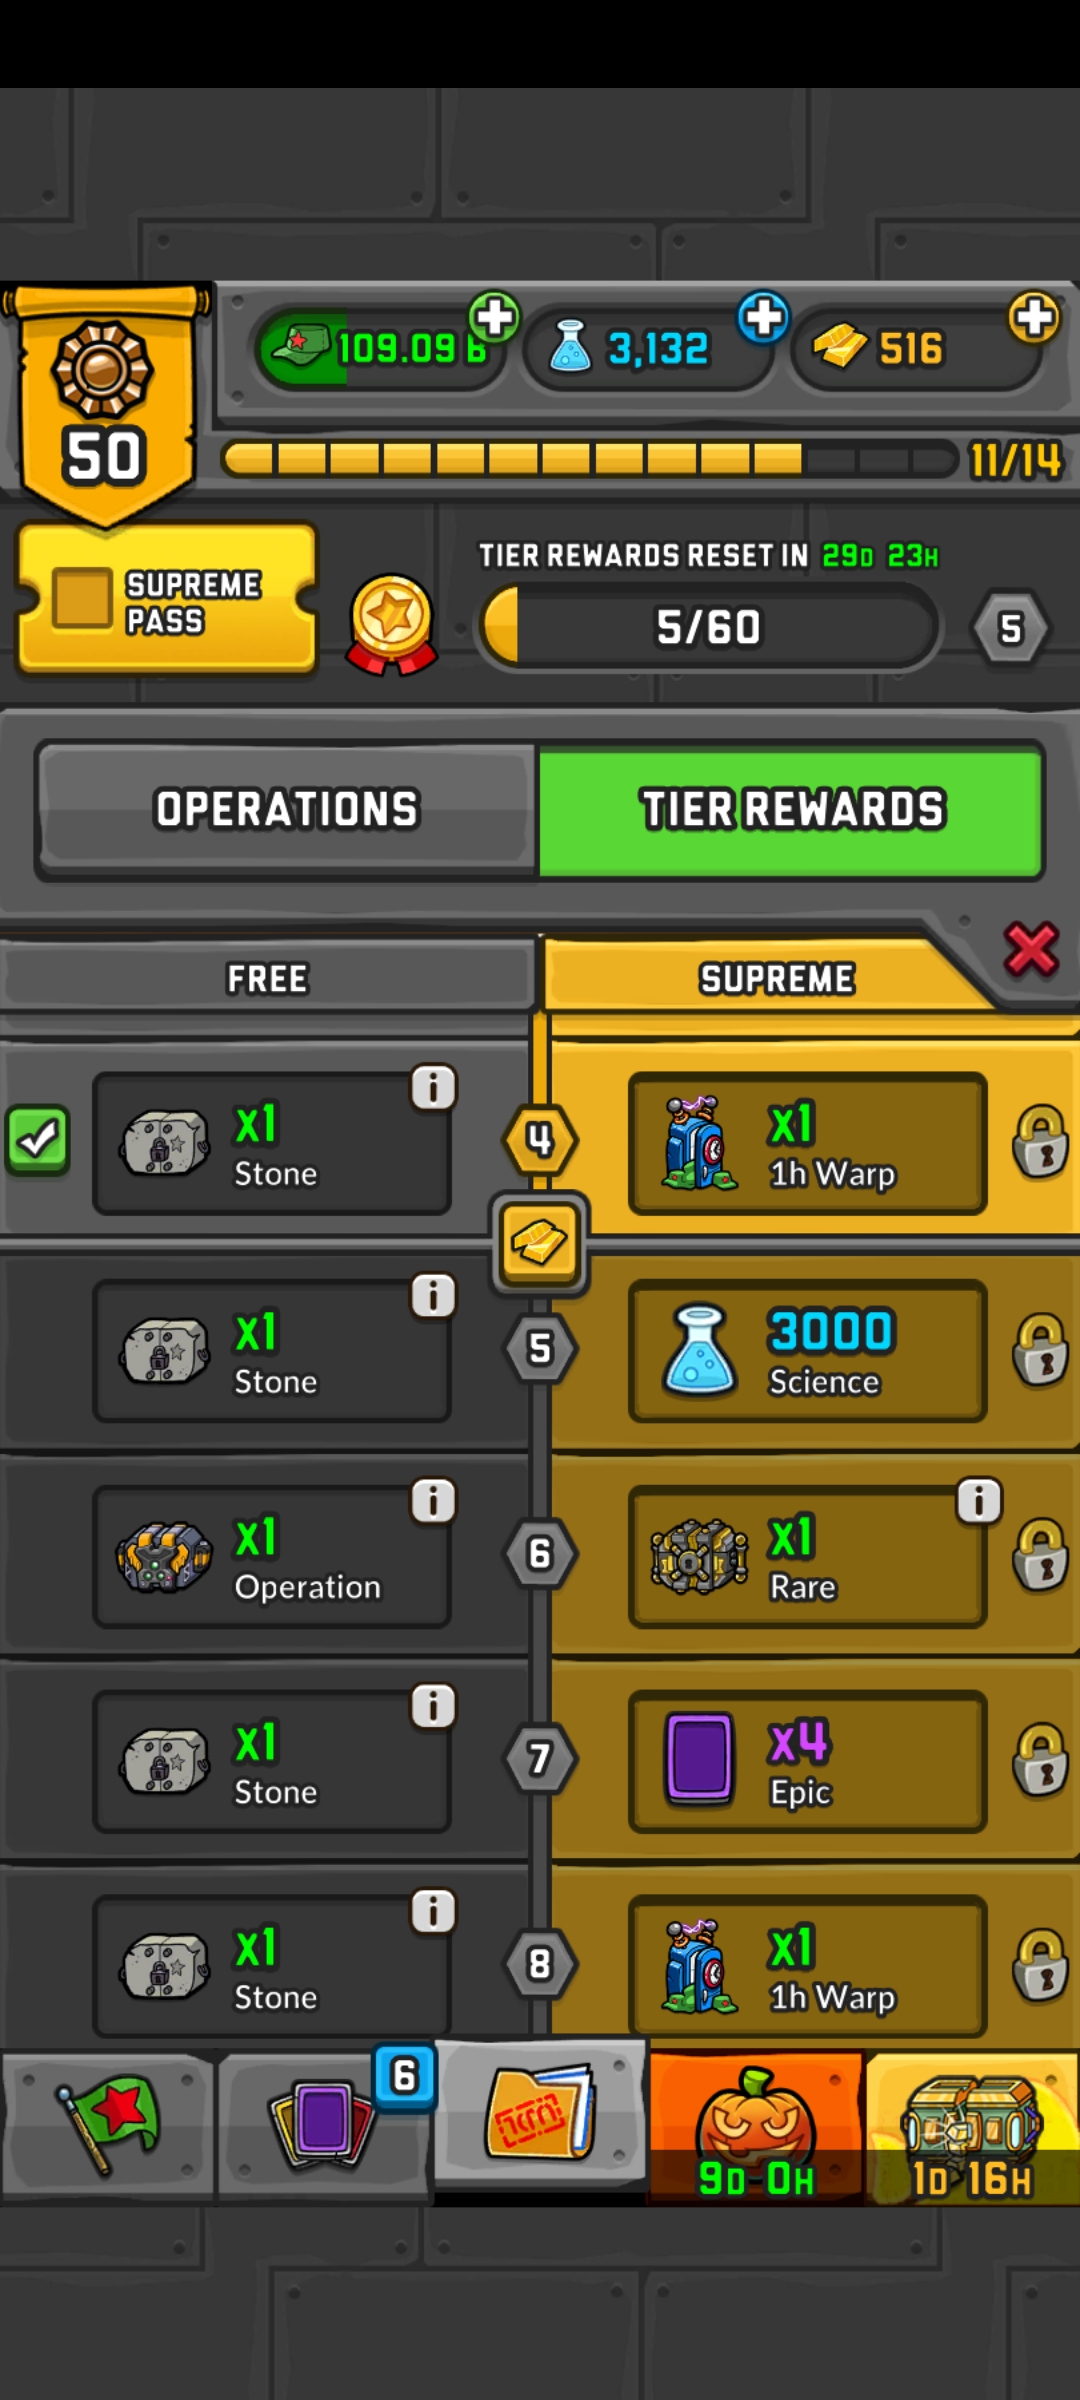 109.09 B
3,132
516
50
11/14
SUPREME
PASS
TIER REWARDS RESET IN 29D 23H
5/60
5
OPERATIONS
TIER REWARDS
FREE
SUPREME
x1
Stone
4
x1
1h Warp
x1
Stone
5
3000
Science
x1
Operation
6
x1
Rare
x1
Stone
7
x4
Epic
x1
Stone
8
x1
1h Warp
6
9D 0H
1D 16H